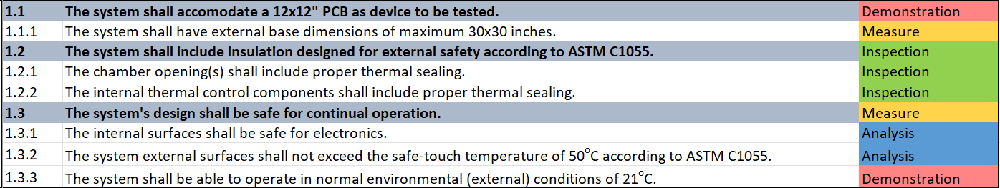 1.1 The system shall accomodate a 12x12" PCB as device to be tested. Demonstration
1.1.1 The system shall have external base dimensions of maximum 30x30 inches. Measure
1.2 The system shall include insulation designed for external safety according to ASTM C1055. Inspection
1.2.1 The chamber opening(s) shall include proper thermal sealing. Inspection
1.2.2 The internal thermal control components shall include proper thermal sealing. Inspection
1.3 The system's design shall be safe for continual operation. Measure
1.3.1 The internal surfaces shall be safe for electronics. Analysis
1.3.2 The system external surfaces shall not exceed the safe-touch temperature of 50°C according to ASTM C1055. Analysis
1.3.3 The system shall be able to operate in normal environmental (external) conditions of 21°C. Demonstration